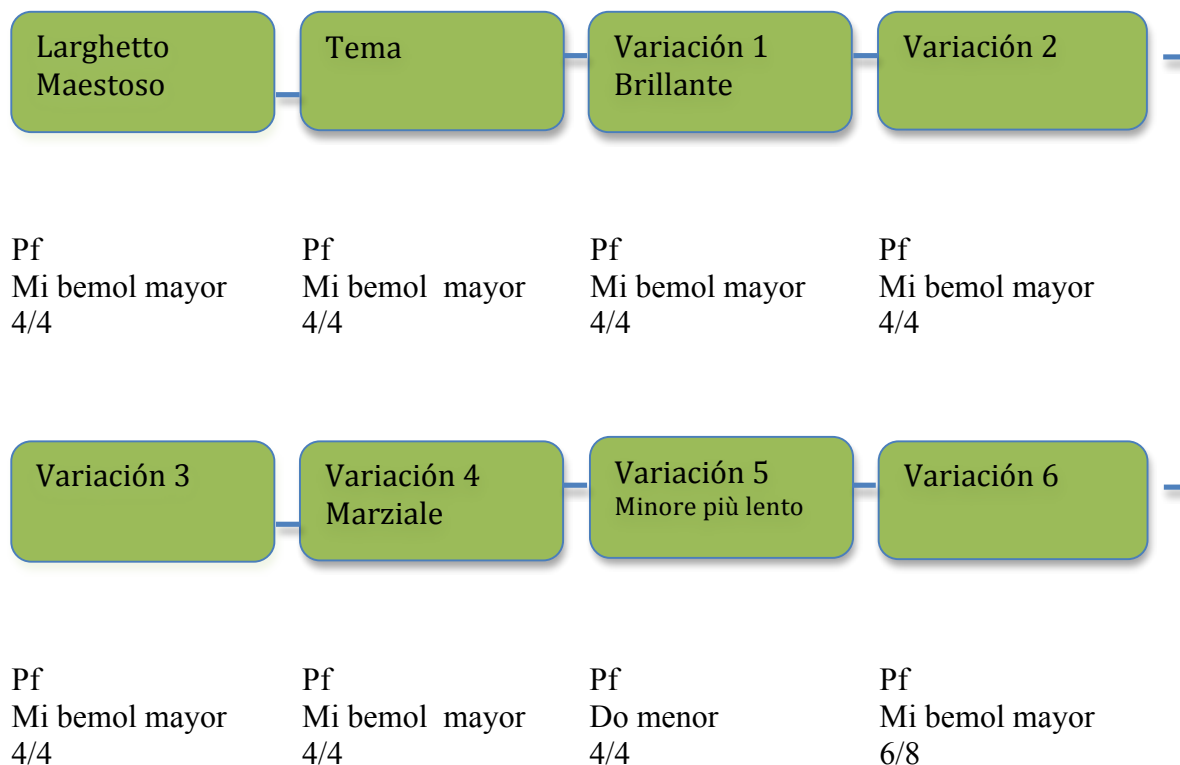 Larghetto
Maestoso
Tema
Variación 1
Brillante
Variación 2
Pf
Mi bemol mayor
4/4
Pf
Mi bemol  mayor
4/4
Pf
Mi bemol mayor
4/4
Pf
Mi bemol mayor
4/4
Variación 3
Variación 4
Marziale
Variación 5
Minore più lento
Variación 6
Pf
Mi bemol mayor
4/4
Pf
Mi bemol  mayor
4/4
Pf
Do menor
4/4
Pf
Mi bemol mayor
6/8